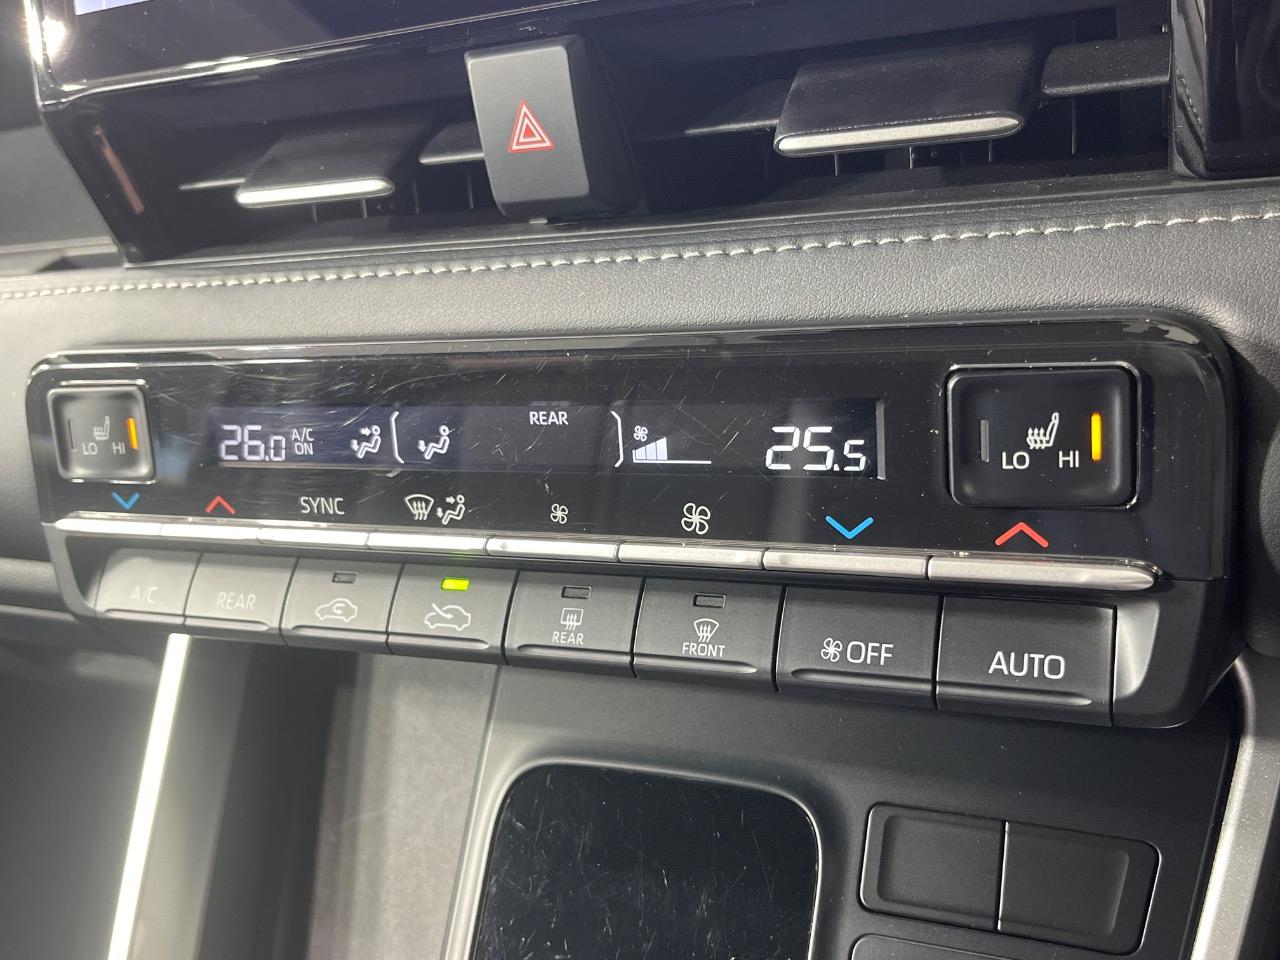 LO HI
26.0 A/C ON
REAR
25.5
LO HI
SYNC
A/C
REAR
REAR
FRONT
OFF
AUTO